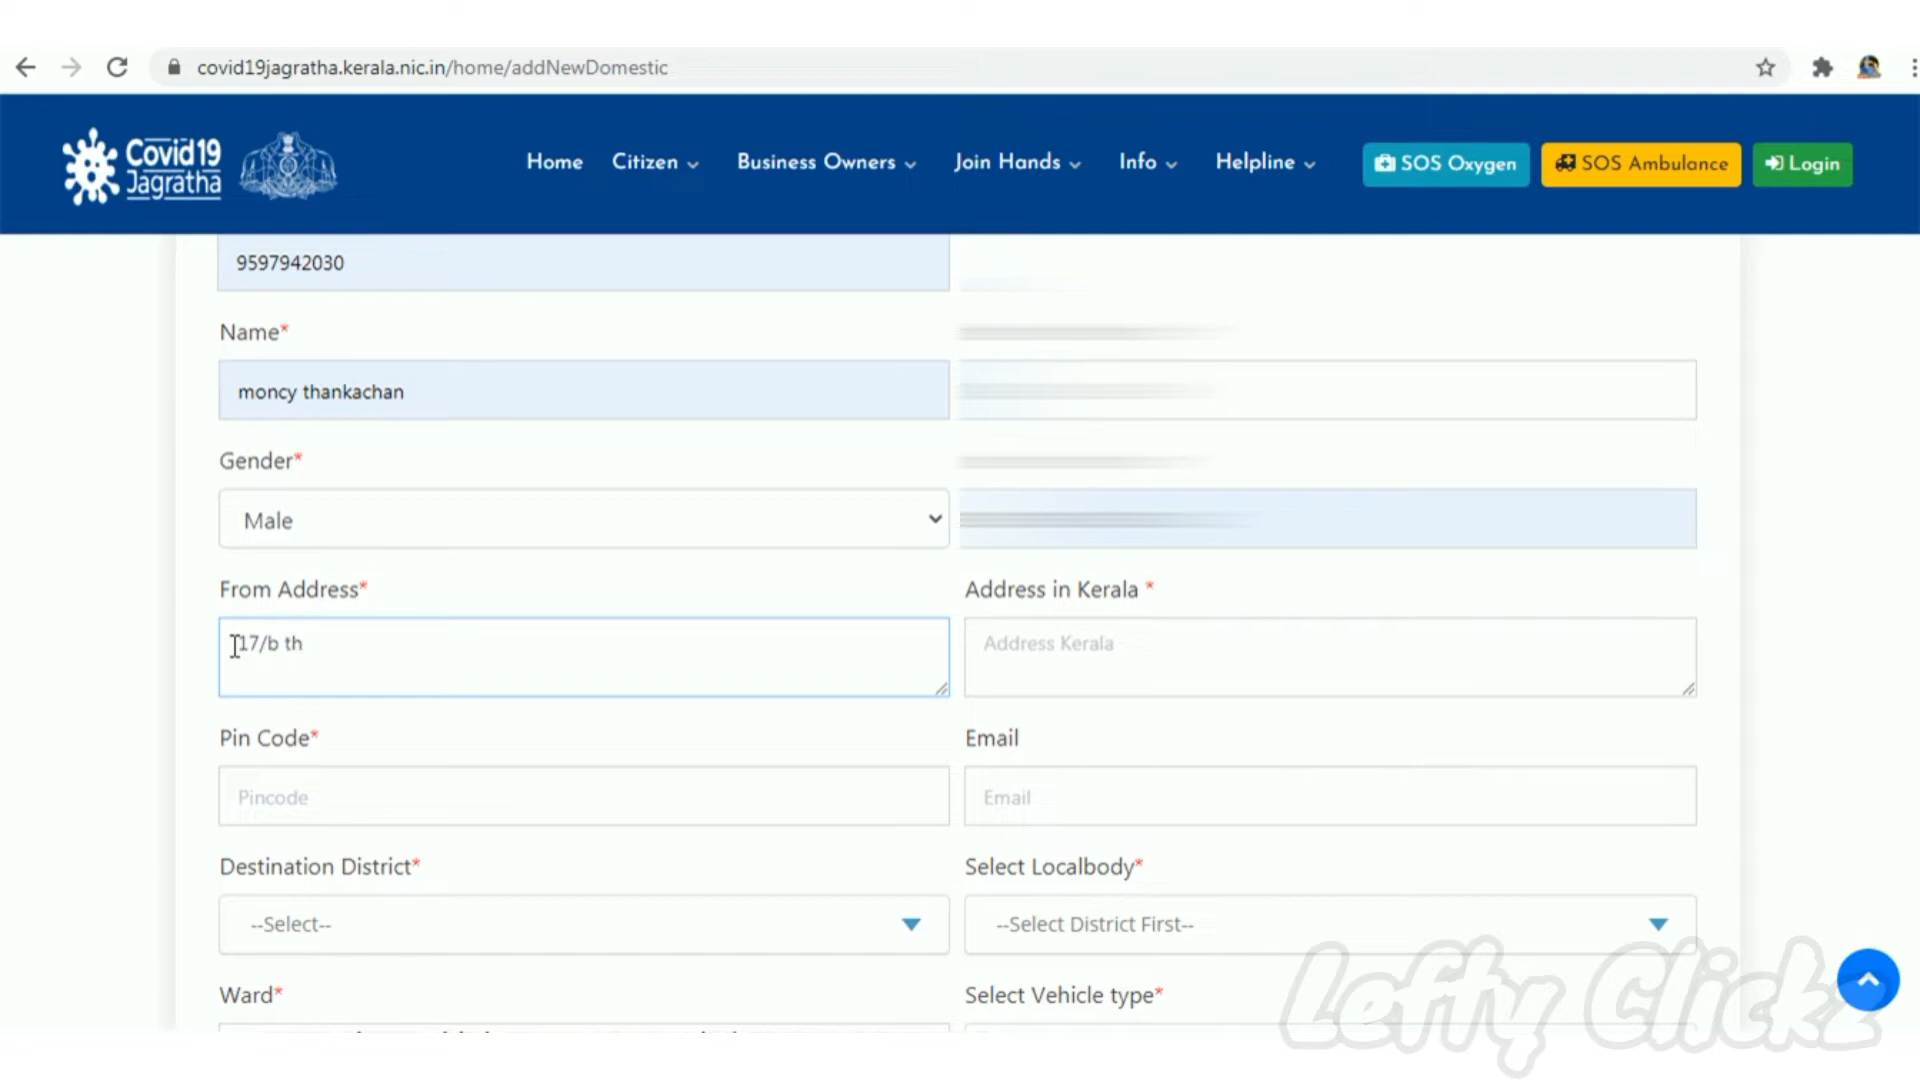 covid19jagratha.kerala.nic.in/home/addNewDomestic
Covid19
Jagratha
Home
Citizen
Business Owners
Join Hands
Info
Helpline
SOS Oxygen
SOS Ambulance
Login
9597942030
Name*
moncy thankachan
Gender*
Male
From Address*
Address in Kerala *
17/b th
Address Kerala
Pin Code*
Email
Pincode
Email
Destination District*
Select Localbody*
--Select--
--Select District First--
Ward*
Select Vehicle type*
Lefty Clickz